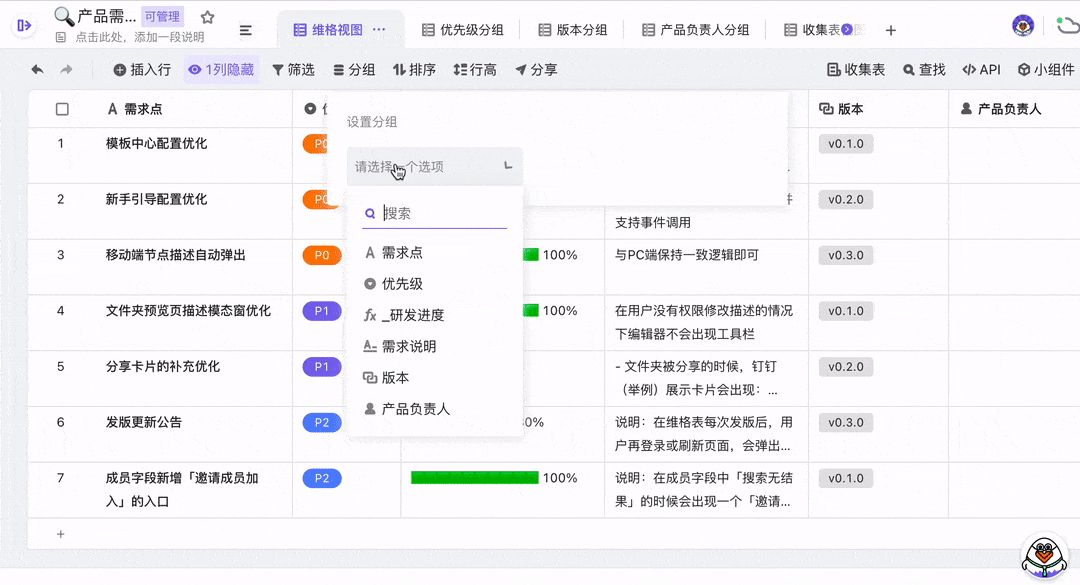 产品需... 可管理
点击此处，添加一段说明
维格视图 ···
优先级分组
版本分组
产品负责人分组
收集表
插入行
1列隐藏
筛选
分组
排序
行高
分享
收集表
查找
API
小组件
需求点
版本
产品负责人
设置分组
请选择一个选项
搜索
需求点
优先级
_研发进度
需求说明
版本
产品负责人
1 模板中心配置优化 v0.1.0
2 新手引导配置优化 支持事件调用 v0.2.0
3 移动端节点描述自动弹出 P0 100% 与PC端保持一致逻辑即可 v0.3.0
4 文件夹预览页描述模态窗优化 P1 100% 在用户没有权限修改描述的情况 v0.1.0
下编辑器不会出现工具栏
5 分享卡片的补充优化 P1 - 文件夹被分享的时候，钉钉 v0.2.0
（举例）展示卡片会出现：...
6 发版更新公告 P2 0% 说明：在维格表每次发版后，用 v0.3.0
户再登录或刷新页面，会弹出...
7 成员字段新增「邀请成员加 P2 100% 说明：在成员字段中「搜索无结 v0.1.0
入」的入口 果」的时候会出现一个「邀请...
+